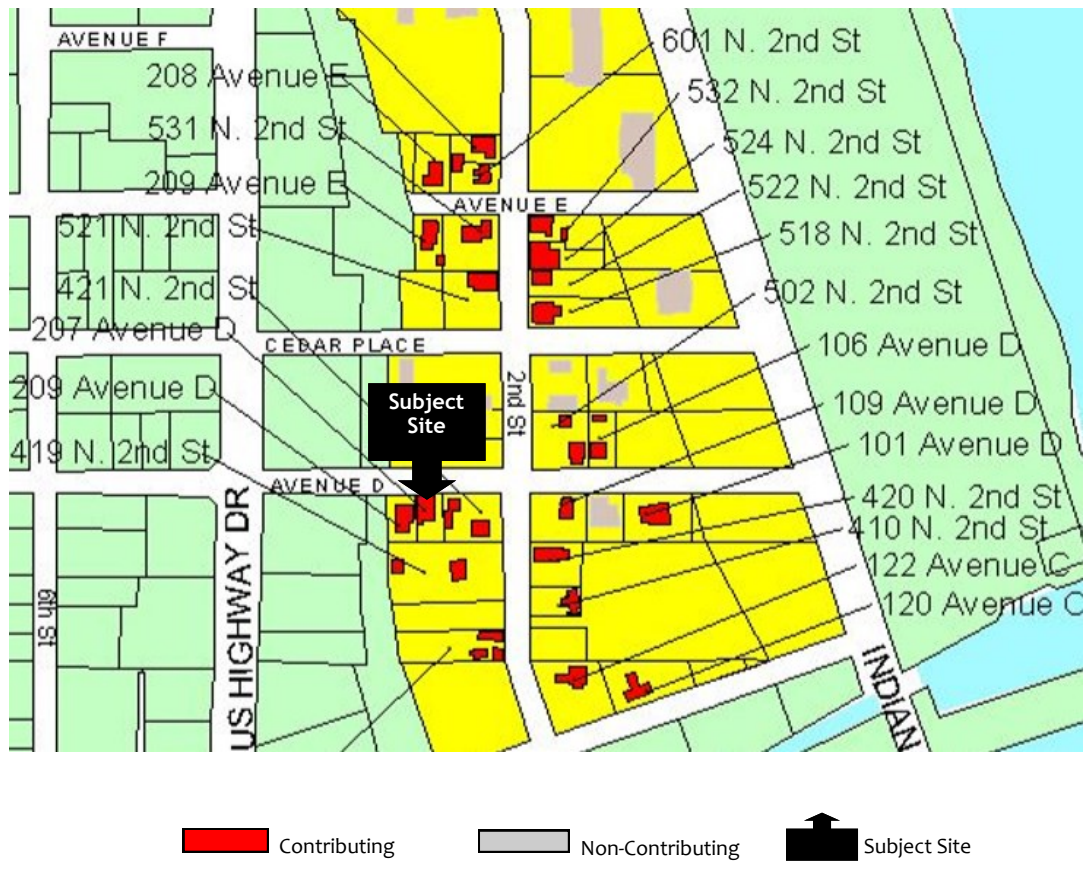 AVENUE F
601 N. 2nd St
208 Avenue E
532 N. 2nd St
531 N. 2nd St
524 N. 2nd St
209 Avenue E
522 N. 2nd St
AVENUE E
521 N. 2nd St
518 N. 2nd St
421 N. 2nd St
502 N. 2nd St
207 Avenue D
CEDAR PLACE
106 Avenue D
209 Avenue D
2nd St
Subject
Site
109 Avenue D
419 N. 2nd St
101 Avenue D
AVENUE D
420 N. 2nd St
410 N. 2nd St
122 Avenue C
120 Avenue C
6th St
US HIGHWAY DR
INDIAN
Contributing
Non-Contributing
Subject Site